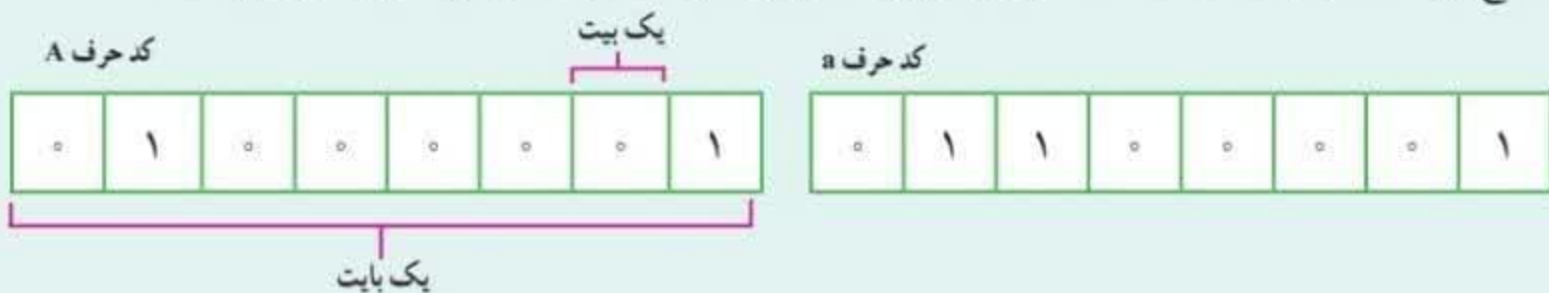 یک بیت
کد حرف A
کد حرف a
۰ ۱ ۰ ۰ ۰ ۰ ۰ ۱
۰ ۱ ۱ ۰ ۰ ۰ ۰ ۱
یک بایت